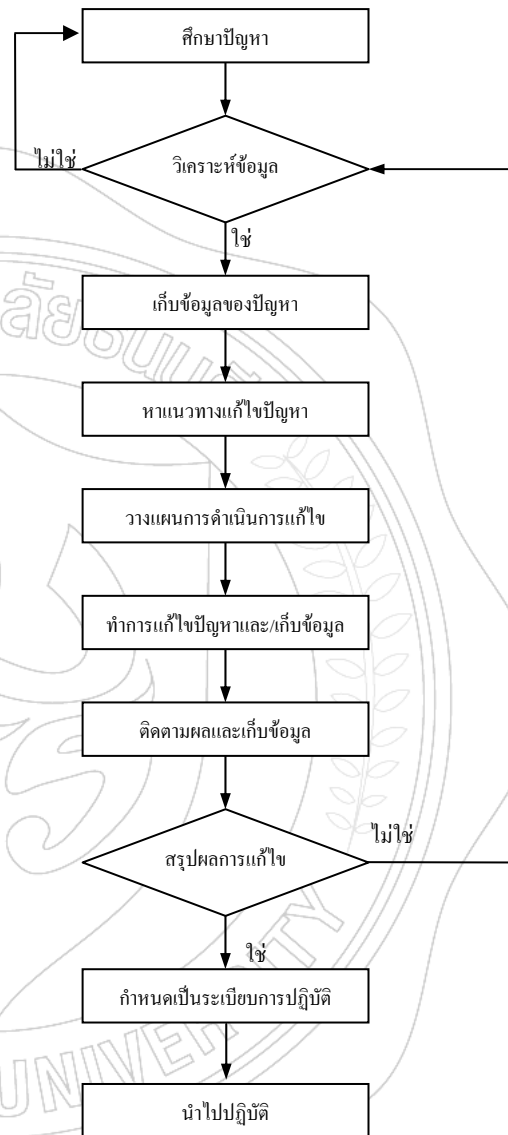 ศึกษาปัญหา
วิเคราะห์ข้อมูล
ไม่ใช่
ใช่
เก็บข้อมูลของปัญหา
หาแนวทางแก้ไขปัญหา
วางแผนการดำเนินการแก้ไข
ทำการแก้ไขปัญหาและ/เก็บข้อมูล
ติดตามผลและเก็บข้อมูล
สรุปผลการแก้ไข
ไม่ใช่
ใช่
กำหนดเป็นระเบียบการปฏิบัติ
นำไปปฏิบัติ
UNIVERSITY